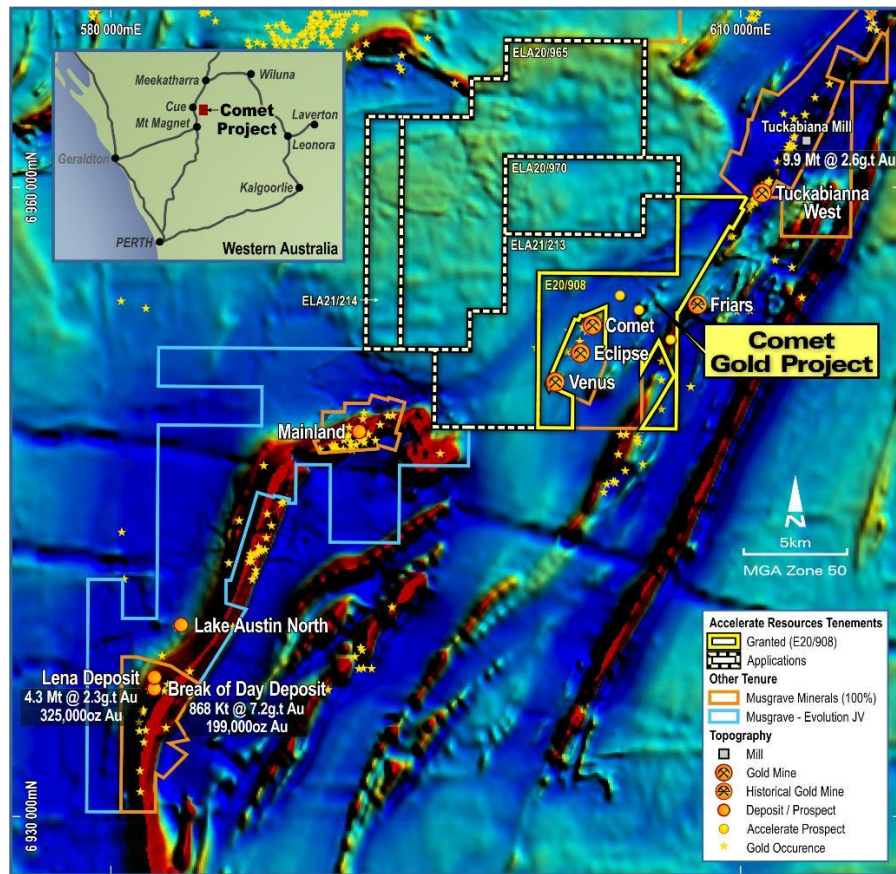 580 000mE
610 000mE
6 960 000mN
6 930 000mN
Meekatharra
Wiluna
Cue
Comet
Project
Mt Magnet
Laverton
Leonora
Geraldton
Kalgoorlie
PERTH
Western Australia
ELA20/965
ELA20/970
ELA21/213
ELA21/214
E20/908
Tuckabiana Mill
9.9 Mt @ 2.6g.t Au
Tuckabianna
West
Friars
Comet
Eclipse
Venus
Comet
Gold Project
Mainland
Lake Austin North
Lena Deposit
4.3 Mt @ 2.3g.t Au
325,000oz Au
Break of Day Deposit
868 Kt @ 7.2g.t Au
199,000oz Au
N
5km
MGA Zone 50
Accelerate Resources Tenements
Granted (E20/908)
Applications
Other Tenure
Musgrave Minerals (100%)
Musgrave - Evolution JV
Topography
Mill
Gold Mine
Historical Gold Mine
Deposit / Prospect
Accelerate Prospect
Gold Occurence